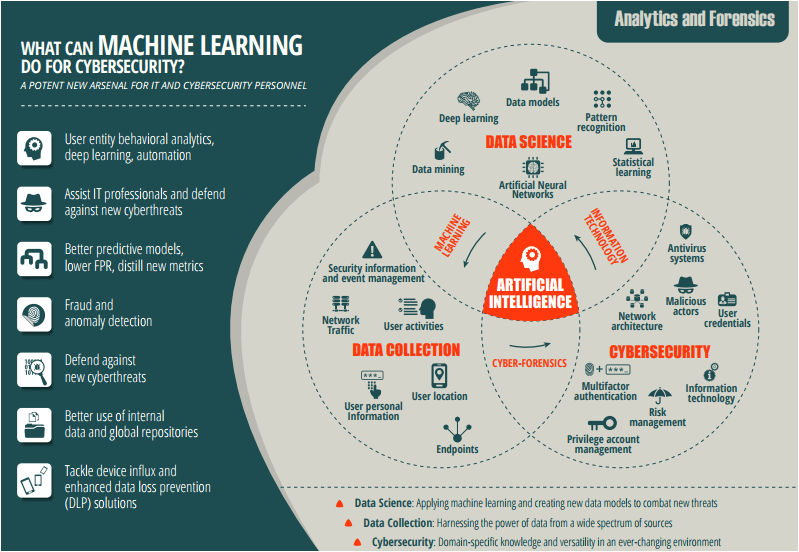 Analytics and Forensics
WHAT CAN MACHINE LEARNING
DO FOR CYBERSECURITY?
A POTENT NEW ARSENAL FOR IT AND CYBERSECURITY PERSONNEL
User entity behavioral analytics,
deep learning, automation
Assist IT professionals and defend
against new cyberthreats
Better predictive models,
lower FPR, distill new metrics
Fraud and
anomaly detection
Defend against
new cyberthreats
Better use of internal
data and global repositories
Tackle device influx and
enhanced data loss prevention
(DLP) solutions
Data models
Deep learning
Pattern
recognition
DATA SCIENCE
Data mining
Statistical
learning
Artificial Neural
Networks
MACHINE
LEARNING
INFORMATION
TECHNOLOGY
ARTIFICIAL
INTELLIGENCE
Security information
and event management
Network
Traffic
User activities
DATA COLLECTION
User personal
Information
User location
Endpoints
CYBER-FORENSICS
Antivirus
systems
Malicious
actors
Network
architecture
User
credentials
CYBERSECURITY
Multifactor
authentication
Information
technology
Risk
management
Privilege account
management
Data Science: Applying machine learning and creating new data models to combat new threats
Data Collection: Harnessing the power of data from a wide spectrum of sources
Cybersecurity: Domain-specific knowledge and versatility in an ever-changing environment